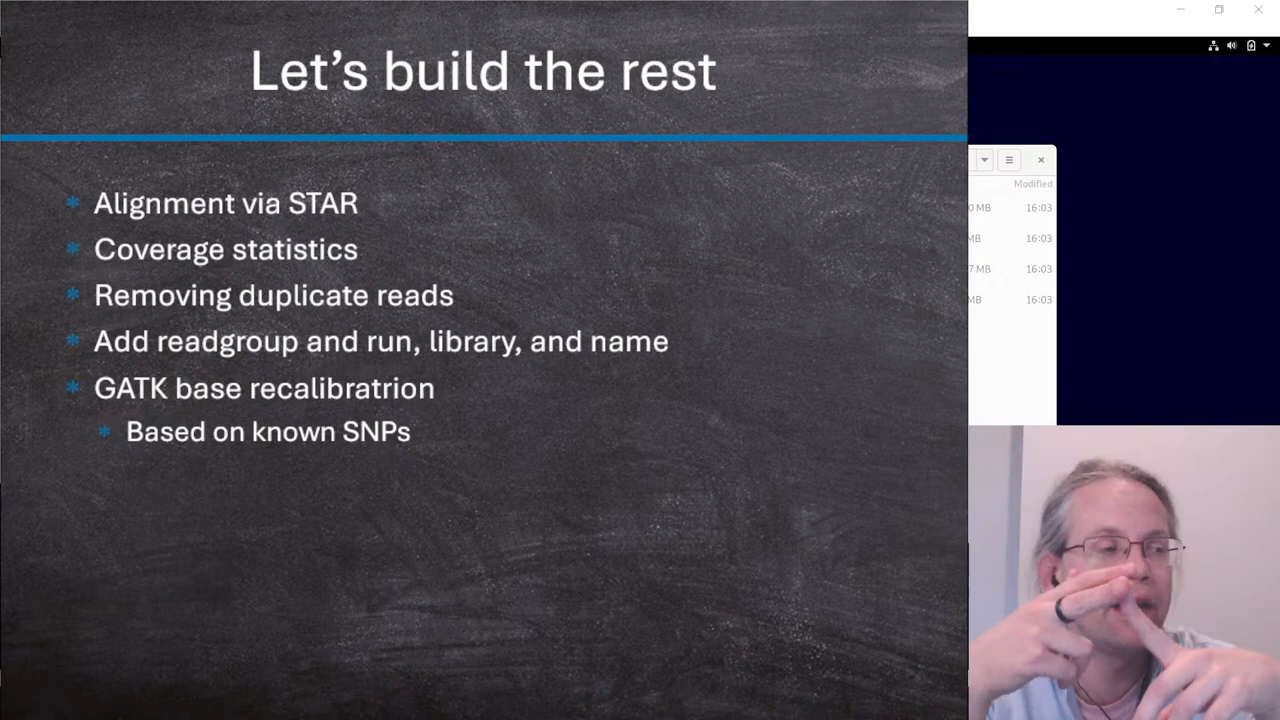 Let’s build the rest
Alignment via STAR
Coverage statistics
Removing duplicate reads
Add readgroup and run, library, and name
GATK base recalibratrion
Based on known SNPs
Modified
0 MB 16:03
MB 16:03
7 MB 16:03
MB 16:03